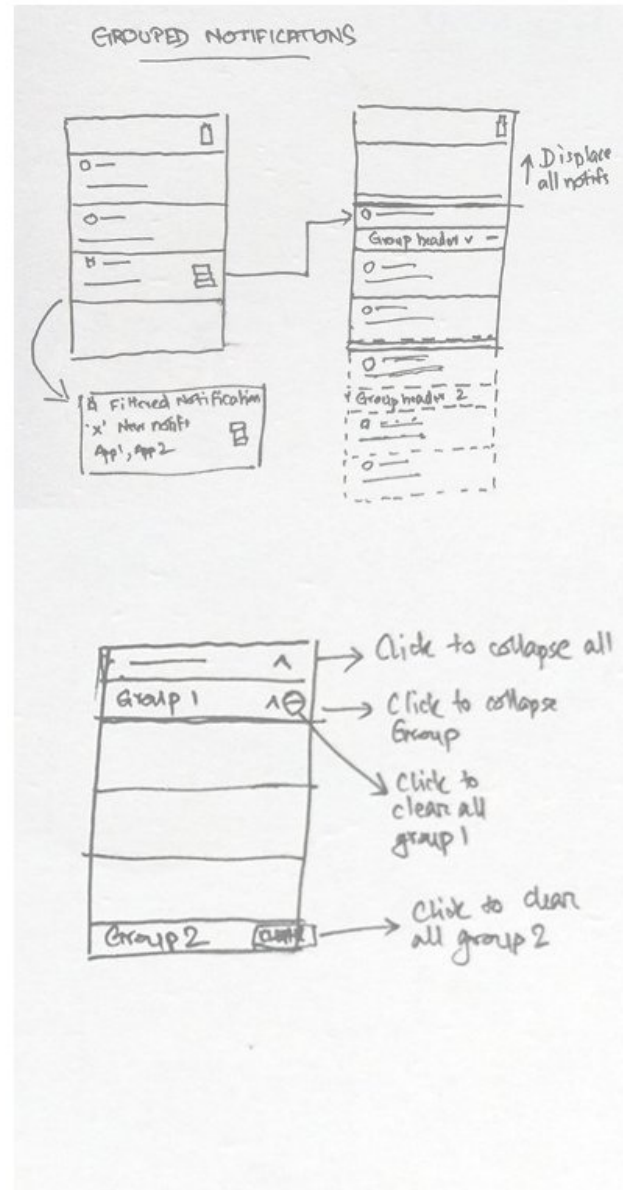 GROUPED NOTIFICATIONS
Displace
all notifs
Group header v -
Filtered Notification
'x' New notifs
App1, App2
Group header 2
Click to collapse all
Group 1
Click to collapse
Group
Click to
clear all
group 1
Group 2
Click to clear
all group 2